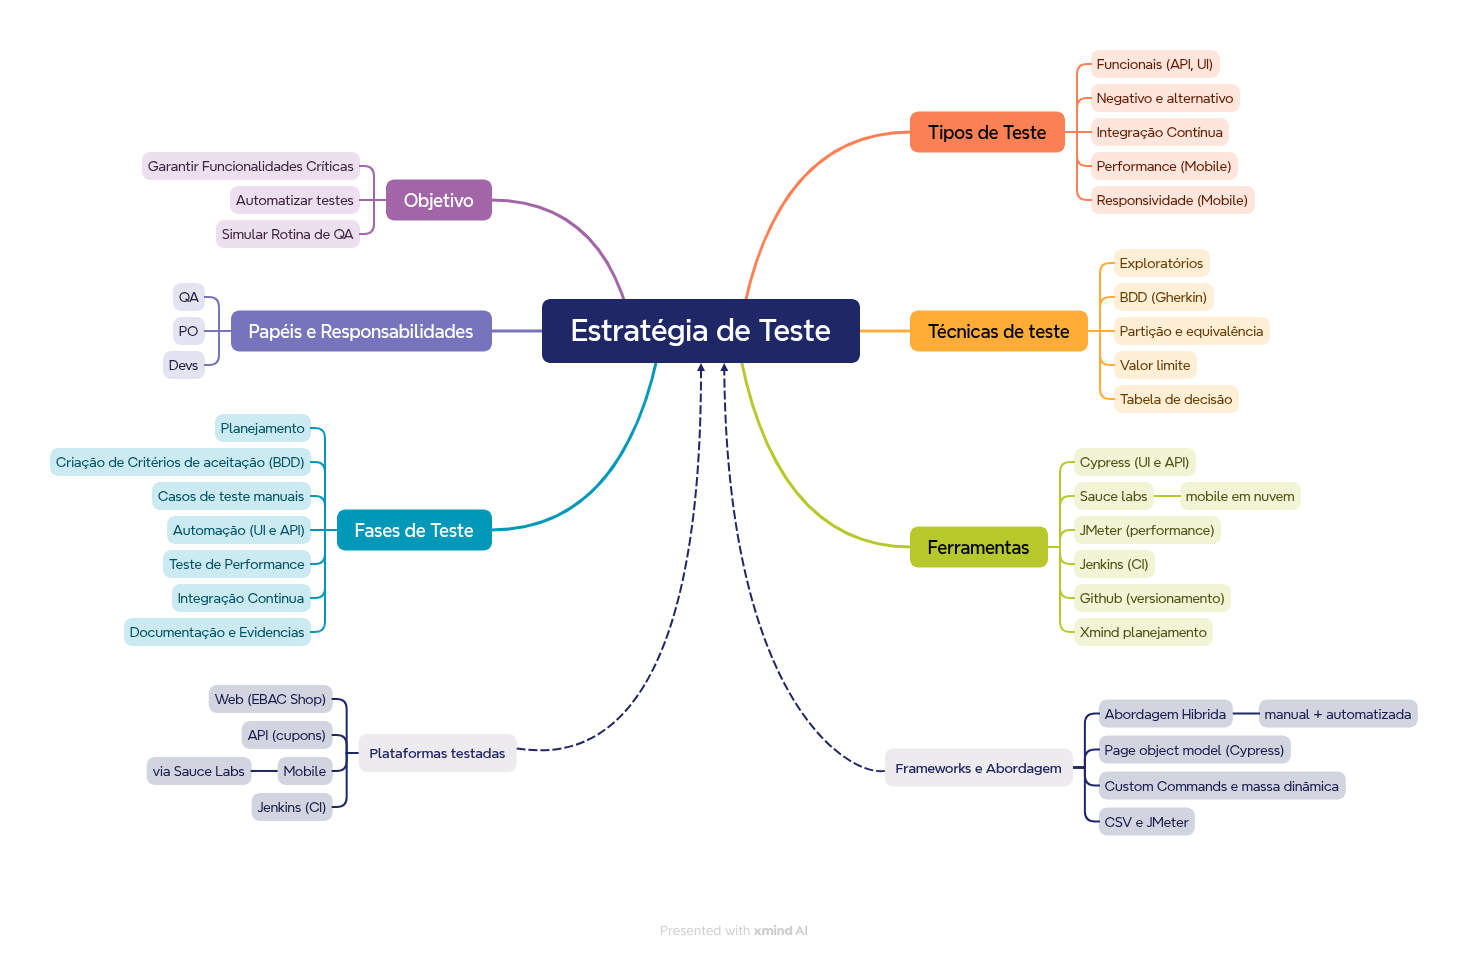 Estratégia de Teste
Tipos de Teste
Funcionais (API, UI)
Negativo e alternativo
Integração Contínua
Performance (Mobile)
Responsividade (Mobile)
Técnicas de teste
Exploratórios
BDD (Gherkin)
Partição e equivalência
Valor limite
Tabela de decisão
Ferramentas
Cypress (UI e API)
Sauce labs
mobile em nuvem
JMeter (performance)
Jenkins (CI)
Github (versionamento)
Xmind planejamento
Frameworks e Abordagem
Abordagem Hibrida
manual + automatizada
Page object model (Cypress)
Custom Commands e massa dinâmica
CSV e JMeter
Objetivo
Garantir Funcionalidades Críticas
Automatizar testes
Simular Rotina de QA
Papéis e Responsabilidades
QA
PO
Devs
Fases de Teste
Planejamento
Criação de Critérios de aceitação (BDD)
Casos de teste manuais
Automação (UI e API)
Teste de Performance
Integração Continua
Documentação e Evidencias
Plataformas testadas
Web (EBAC Shop)
API (cupons)
Mobile
via Sauce Labs
Jenkins (CI)
Presented with xmind AI